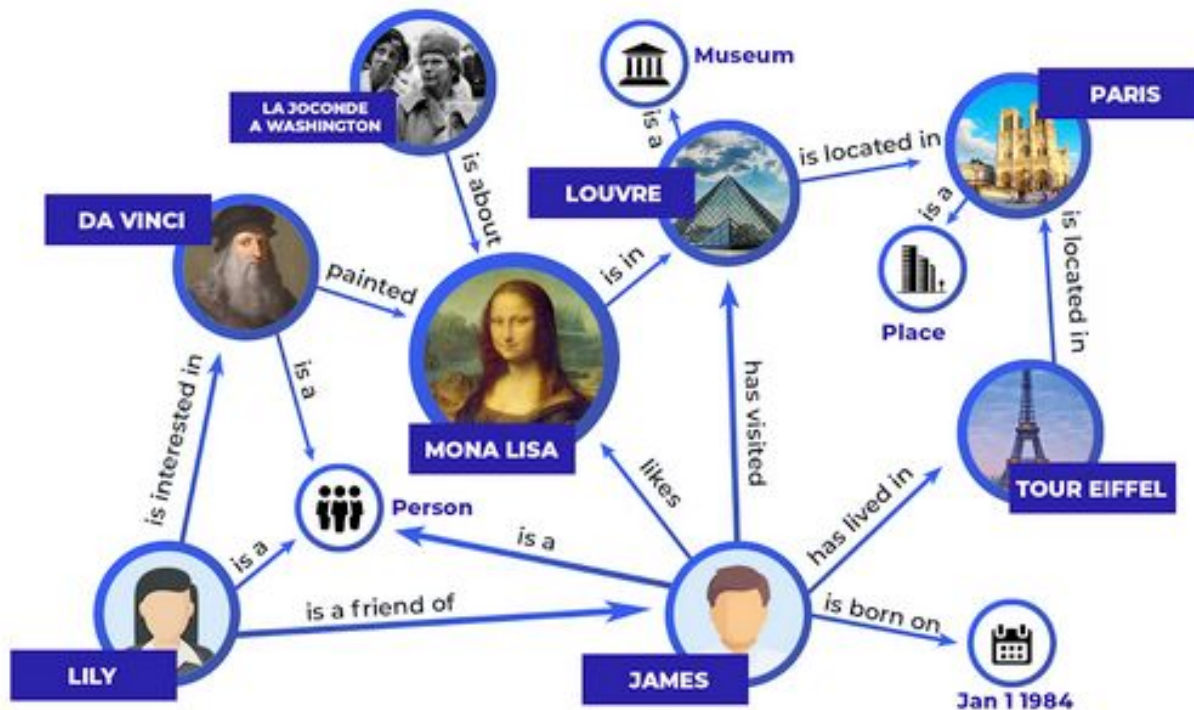 Museum
PARIS
LA JOCONDE
A WASHINGTON
is a
is located in
LOUVRE
is about
DA VINCI
is a
is located in
painted
is in
Place
is interested in
is a
MONA LISA
has visited
likes
TOUR EIFFEL
has lived in
Person
is a
is a
is a friend of
is born on
LILY
JAMES
Jan 1 1984